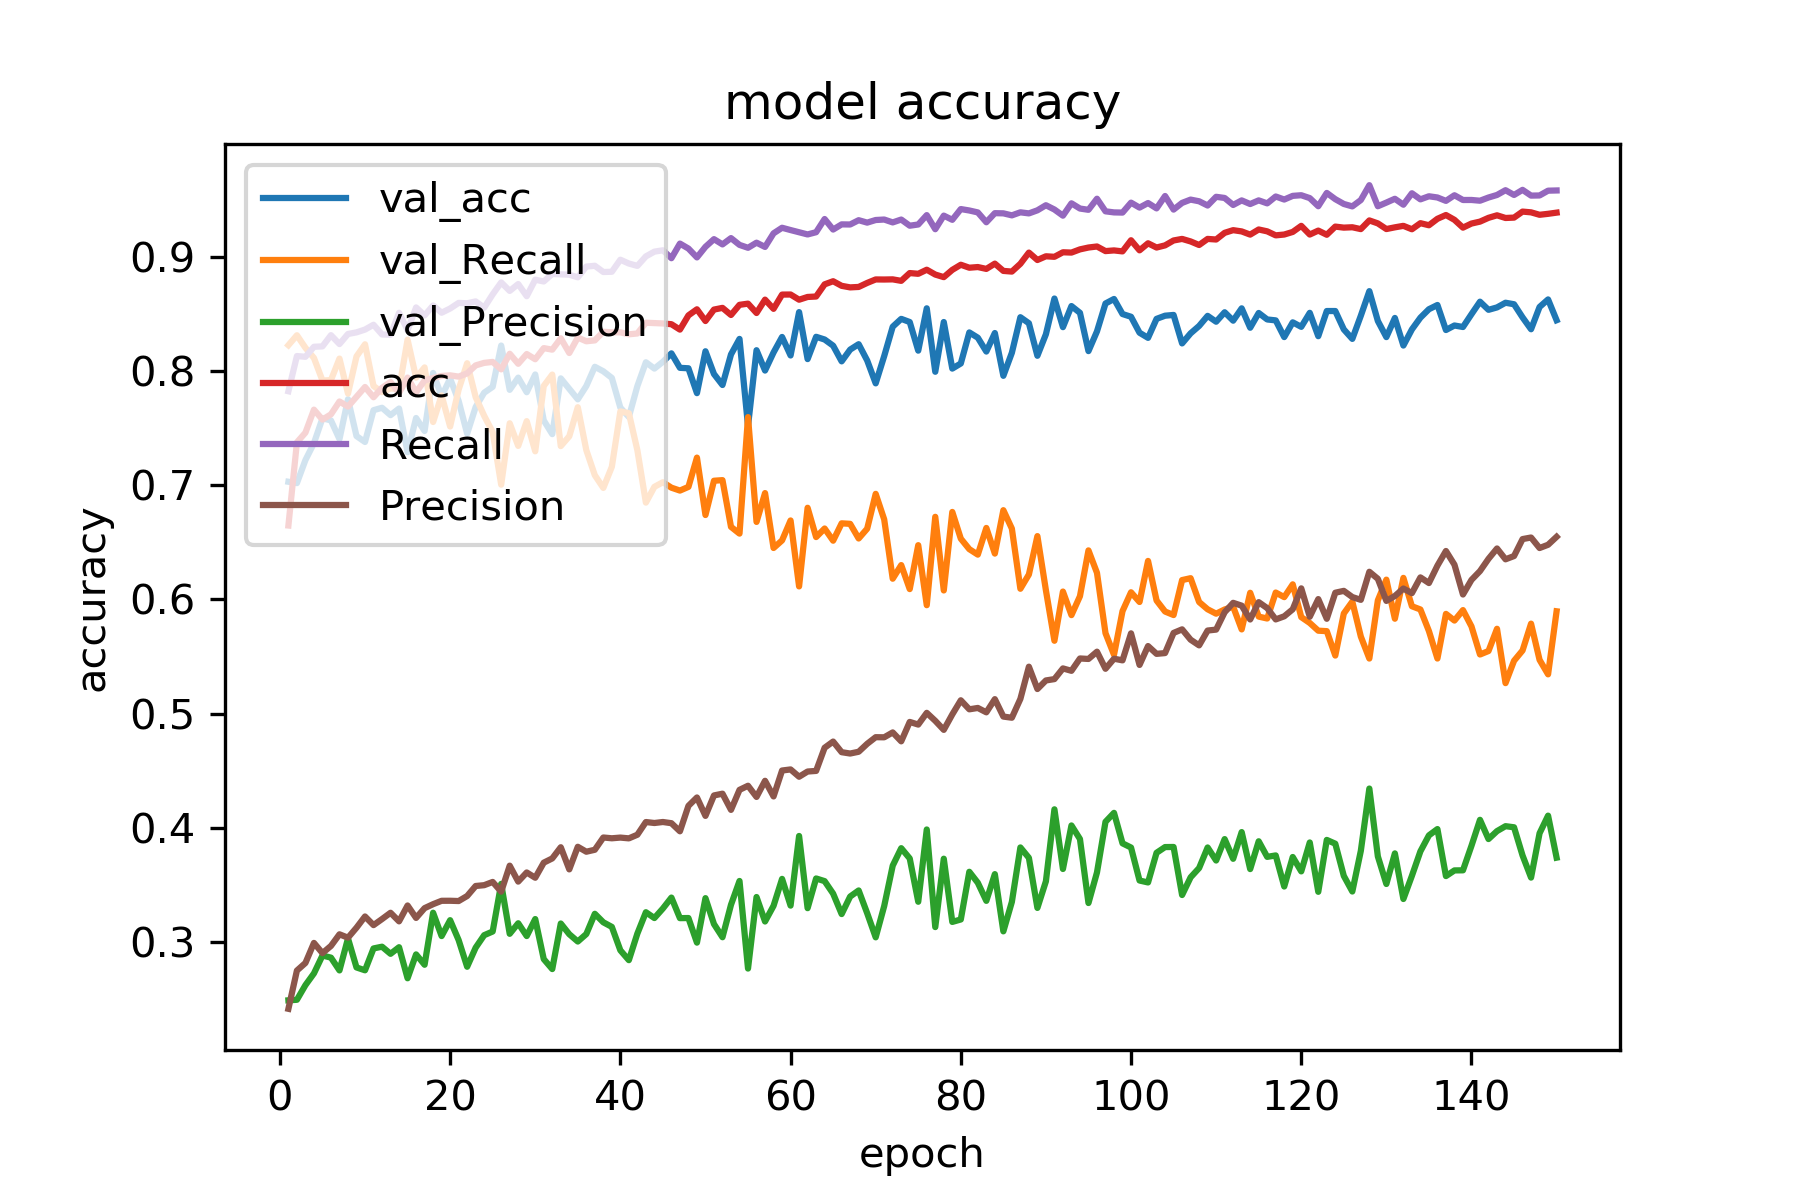 model accuracy
val_acc
val_Recall
val_Precision
acc
Recall
Precision
accuracy
0.9
0.8
0.7
0.6
0.5
0.4
0.3
0 20 40 60 80 100 120 140
epoch